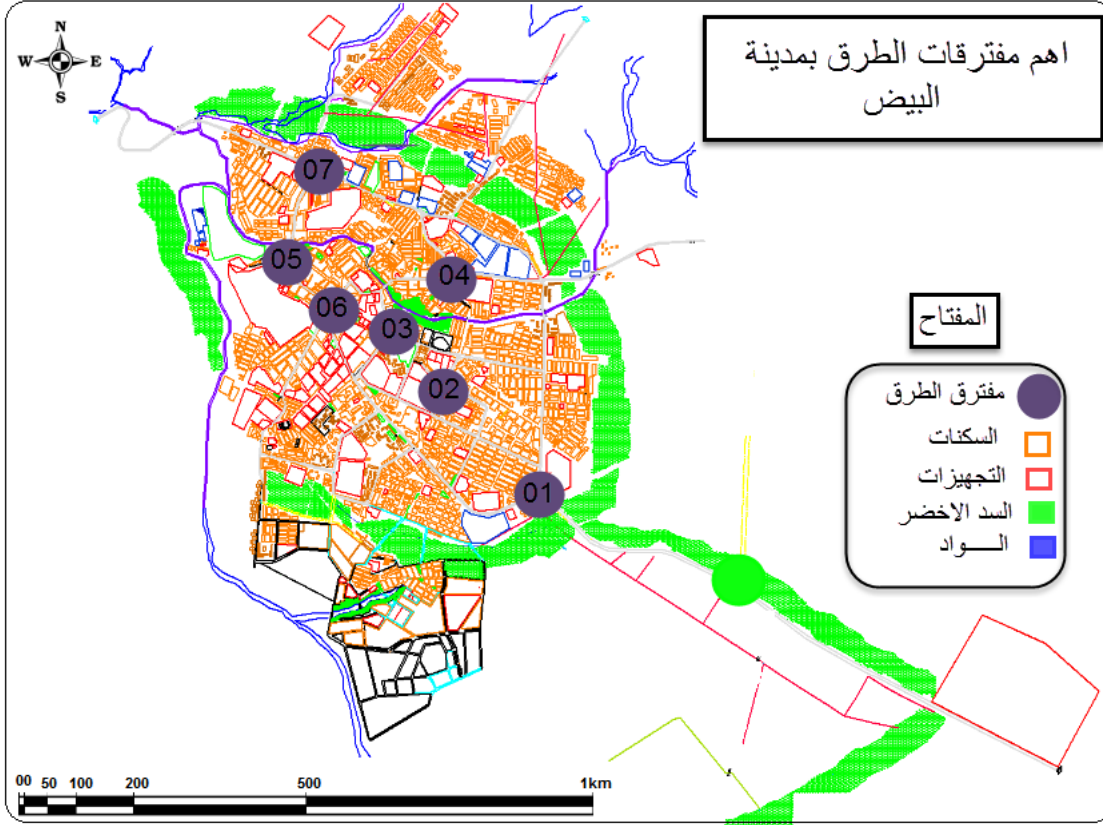 اهم مفترقات الطرق بمدينة
البيض
N
W
E
S
07
05
04
06
03
02
01
المفتاح
مفترق الطرق
السكنات
التجهيزات
السد الاخضر
الـــــواد
00 50 100 200 500 1km